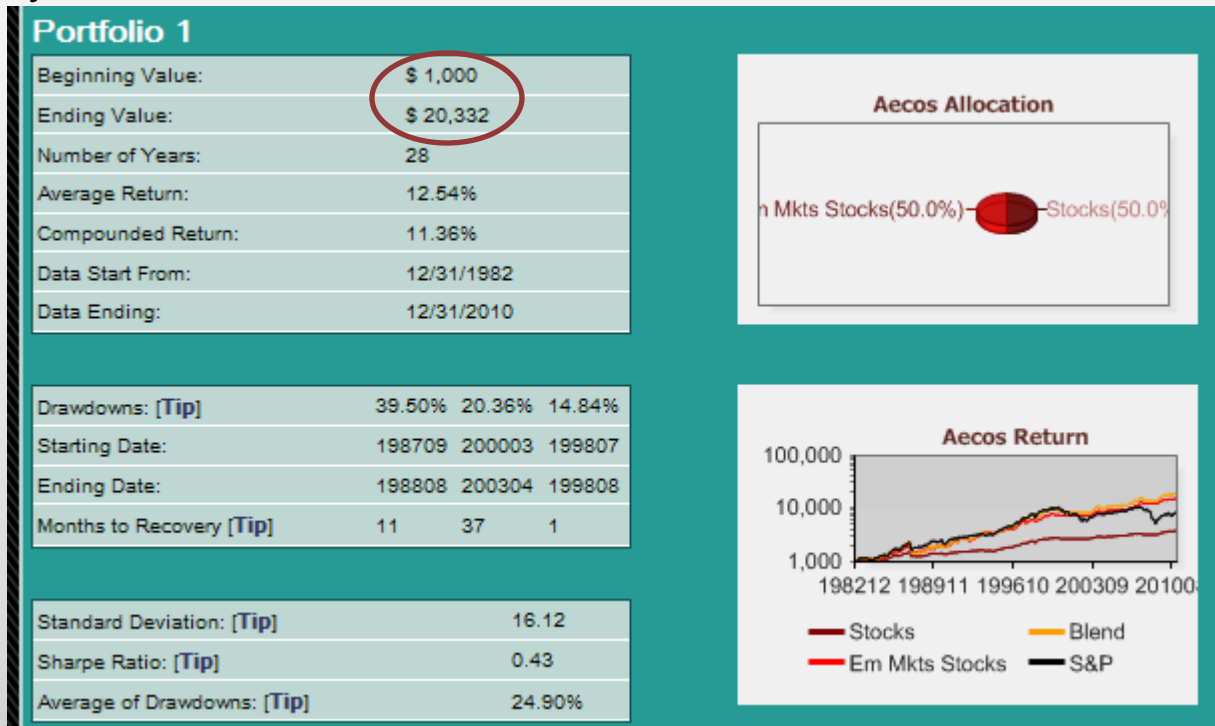 Portfolio 1
Beginning Value: $ 1,000
Ending Value: $ 20,332
Number of Years: 28
Average Return: 12.54%
Compounded Return: 11.36%
Data Start From: 12/31/1982
Data Ending: 12/31/2010
Aecos Allocation
n Mkts Stocks(50.0%)
Stocks(50.0%
Drawdowns: [Tip] 39.50% 20.36% 14.84%
Starting Date: 198709 200003 199807
Ending Date: 198808 200304 199808
Months to Recovery [Tip] 11 37 1
Aecos Return
100,000
10,000
1,000
198212 198911 199610 200309 20100
Stocks
Blend
Em Mkts Stocks
S&P
Standard Deviation: [Tip] 16.12
Sharpe Ratio: [Tip] 0.43
Average of Drawdowns: [Tip] 24.90%